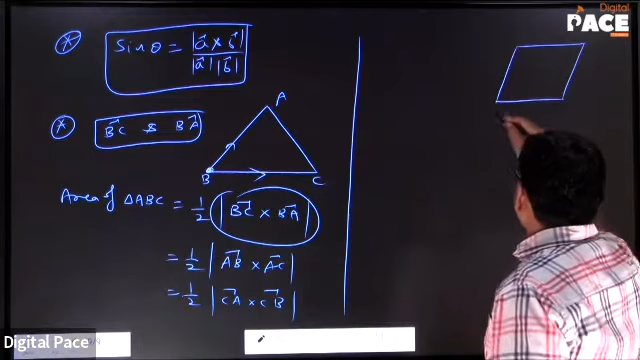 Digital
PACE
* Sin θ = |a⃗ × b⃗| / |a⃗| |b⃗|
* BC⃗ & BA⃗
A
B
C
Area of ΔABC = 1/2 | BC⃗ × BA⃗ |
= 1/2 | AB⃗ × AC⃗ |
= 1/2 | CA⃗ × CB⃗ |
Digital Pace